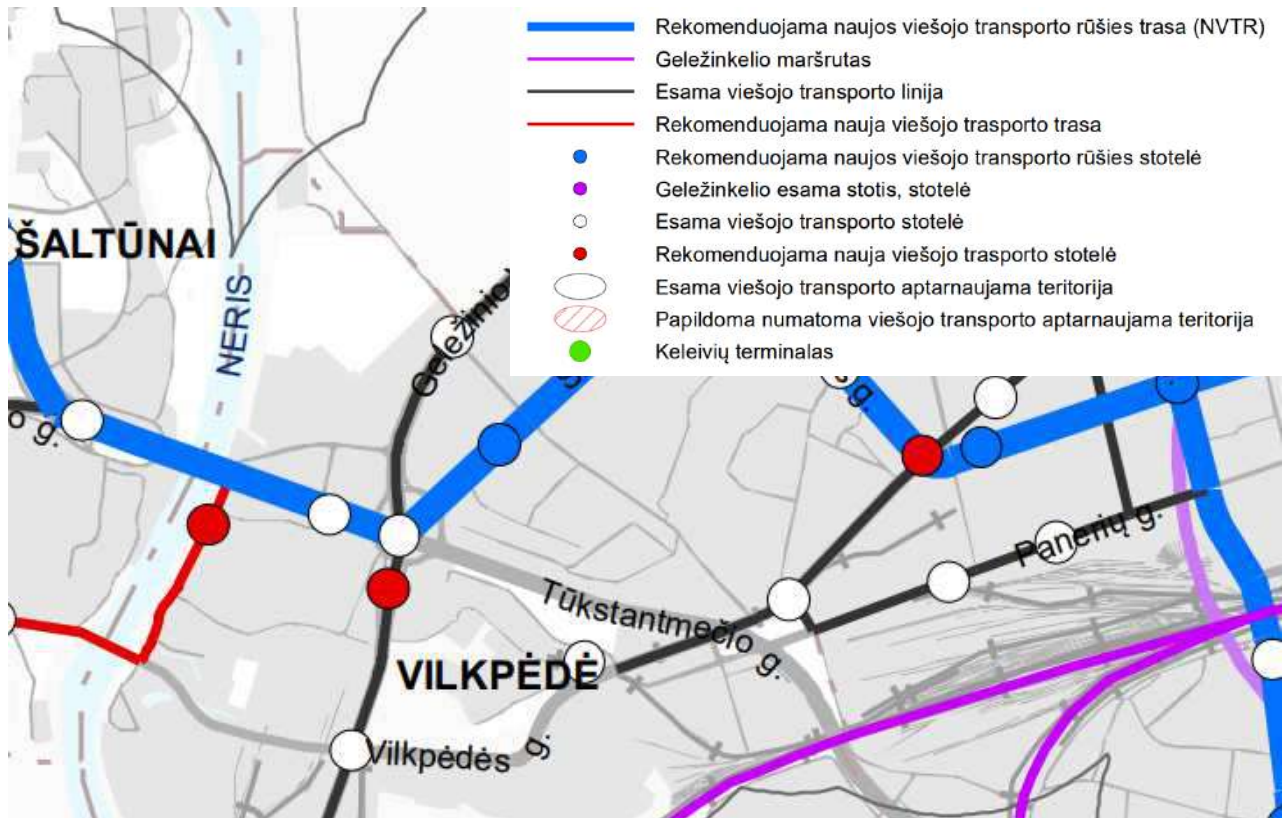 Rekomenduojama naujos viešojo transporto rūšies trasa (NVTR)
Geležinkelio maršrutas
Esama viešojo transporto linija
Rekomenduojama nauja viešojo trasporto trasa
Rekomenduojama naujos viešojo transporto rūšies stotelė
Geležinkelio esama stotis, stotelė
Esama viešojo transporto stotelė
Rekomenduojama nauja viešojo trasporto stotelė
Esama viešojo transporto aptarnaujama teritorija
Papildoma numatoma viešojo transporto aptarnaujama teritorija
Keleivių terminalas
ŠALTŪNAI
NERIS
Geležinio
g.
o g.
g.
Panerių g.
Tūkstantmečio g.
VILKPĖDĖ
Vilkpėdės g.